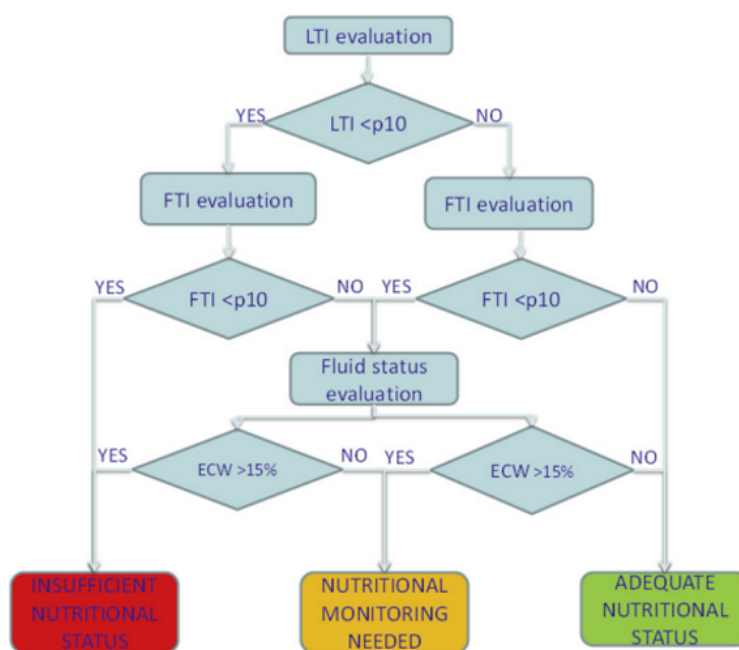 LTI evaluation
YES
LTI <p10
NO
FTI evaluation
FTI evaluation
YES
FTI <p10
NO
YES
FTI <p10
NO
Fluid status
evaluation
YES
ECW >15%
NO
YES
ECW >15%
NO
INSUFFICIENT
NUTRITIONAL
STATUS
NUTRITIONAL
MONITORING
NEEDED
ADEQUATE
NUTRITIONAL
STATUS